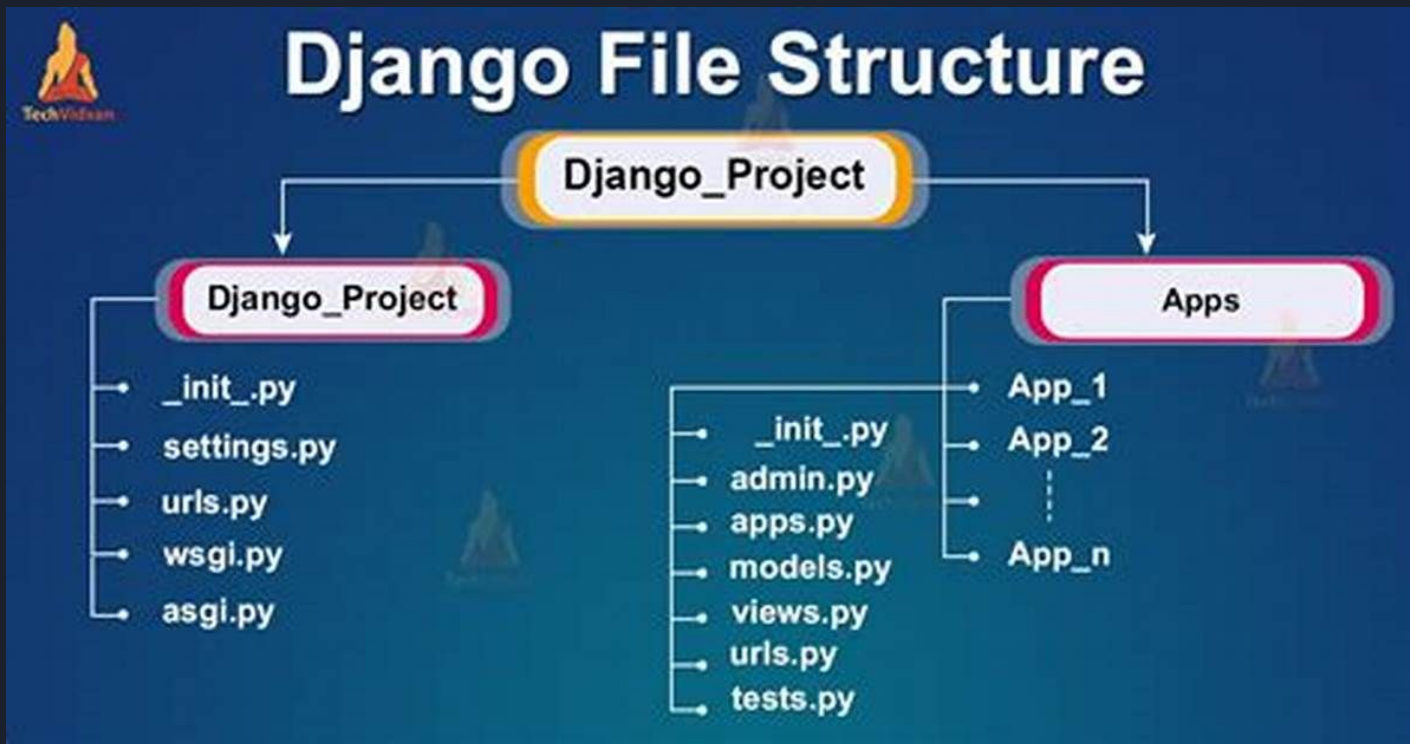 Django File Structure
TechVidvan
Django_Project
Django_Project
_init_.py
settings.py
urls.py
wsgi.py
asgi.py
Apps
App_1
App_2
App_n
_init_.py
admin.py
apps.py
models.py
views.py
urls.py
tests.py